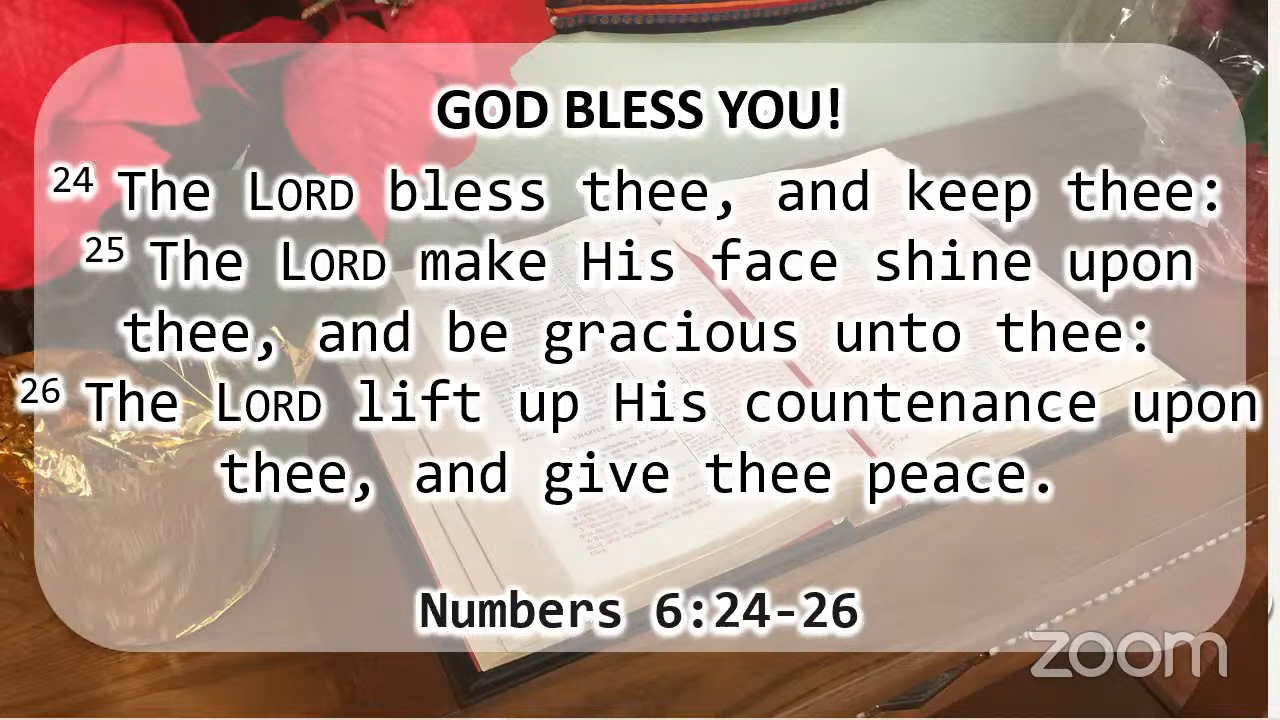 GOD BLESS YOU!
24 The LORD bless thee, and keep thee:
25 The LORD make His face shine upon
thee, and be gracious unto thee:
26 The LORD lift up His countenance upon
thee, and give thee peace.
Numbers 6:24-26
zoom